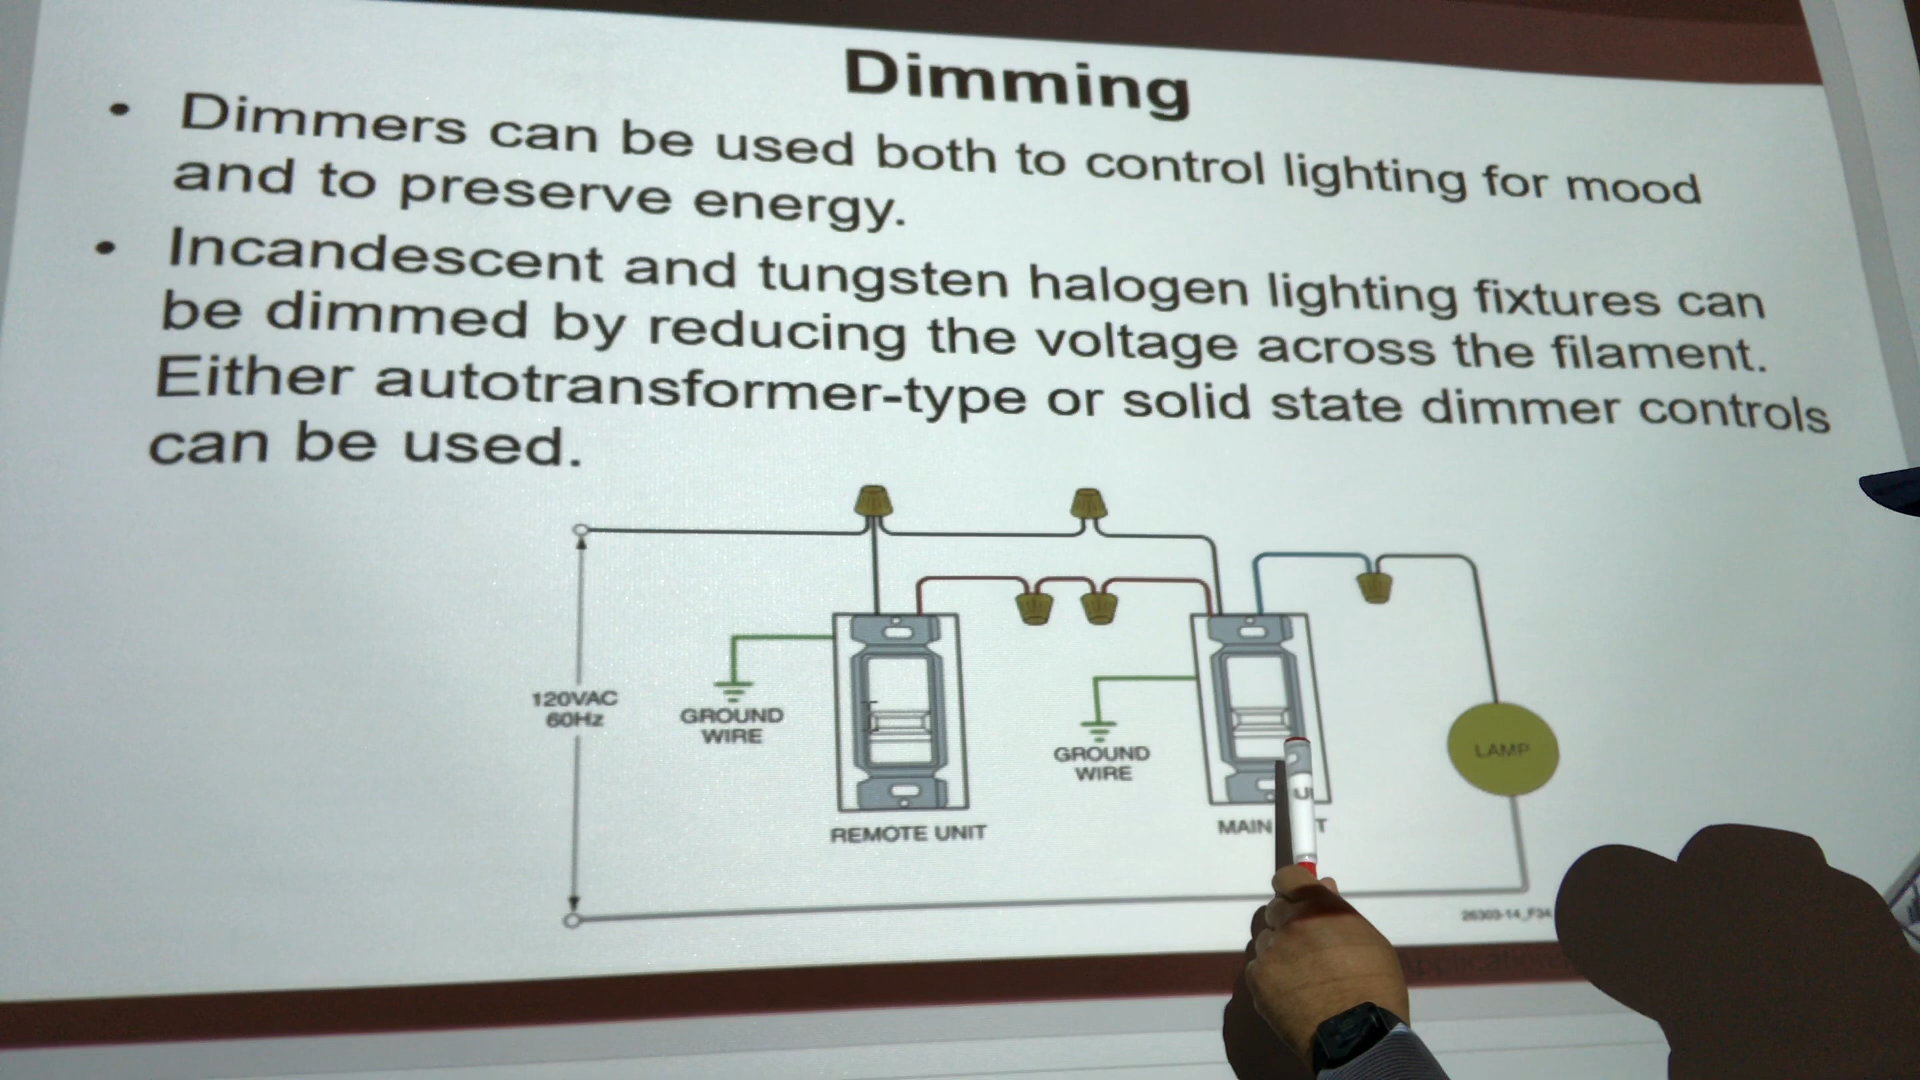 Dimming
• Dimmers can be used both to control lighting for mood
and to preserve energy.
• Incandescent and tungsten halogen lighting fixtures can
be dimmed by reducing the voltage across the filament.
Either autotransformer-type or solid state dimmer controls
can be used.
120VAC
60Hz
GROUND
WIRE
REMOTE UNIT
GROUND
WIRE
MAIN
LAMP
26303-14_F34